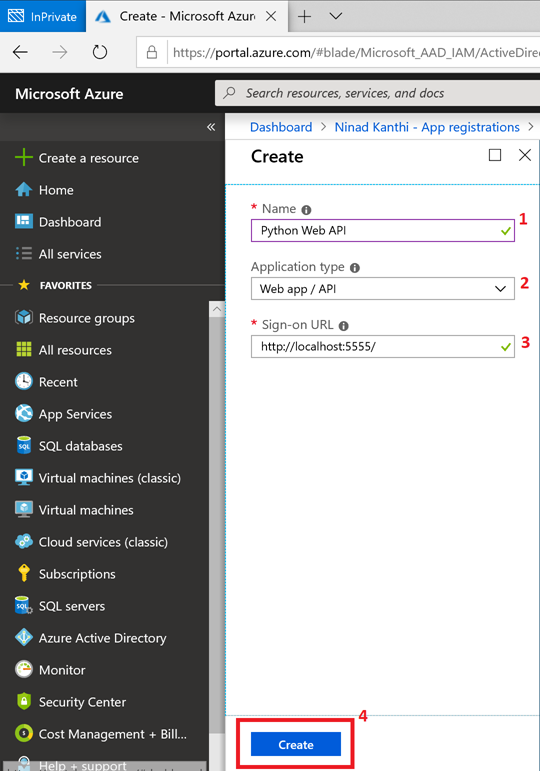 InPrivate
Create - Microsoft Azure
https://portal.azure.com/#blade/Microsoft_AAD_IAM/ActiveDire
Microsoft Azure
Search resources, services, and docs
«
Dashboard > Ninad Kanthi - App registrations >
Create
Create a resource
Home
Dashboard
All services
FAVORITES
Resource groups
All resources
Recent
App Services
SQL databases
Virtual machines (classic)
Virtual machines
Cloud services (classic)
Subscriptions
SQL servers
Azure Active Directory
Monitor
Security Center
Cost Management + Bill...
Help + support
* Name
Python Web API
1
Application type
Web app / API
2
* Sign-on URL
http://localhost:5555/
3
4
Create